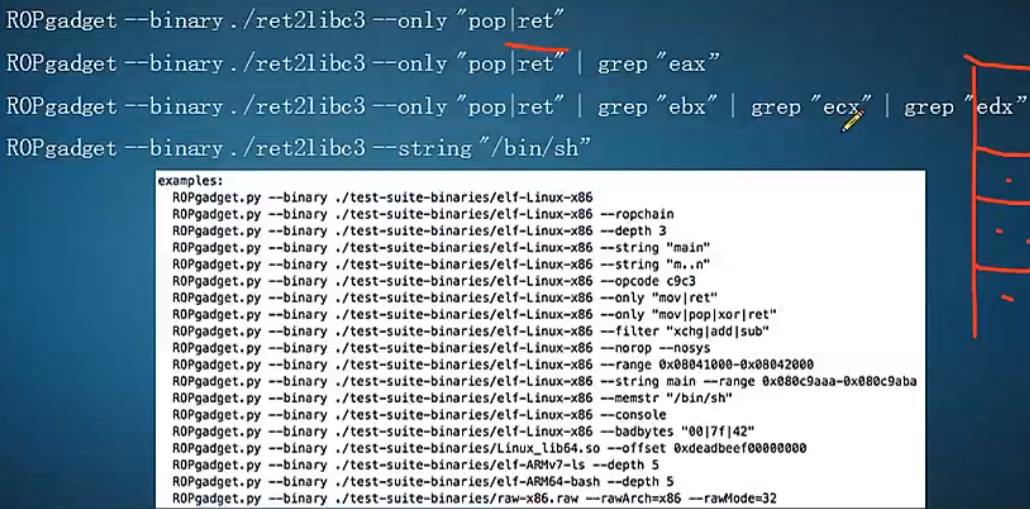 ROPgadget --binary ./ret2libc3 --only "pop|ret"
ROPgadget --binary ./ret2libc3 --only "pop|ret" | grep "eax"
ROPgadget --binary ./ret2libc3 --only "pop|ret" | grep "ebx" | grep "ecx" | grep "edx"
ROPgadget --binary ./ret2libc3 --string "/bin/sh"
examples:
ROPgadget.py --binary ./test-suite-binaries/elf-Linux-x86
ROPgadget.py --binary ./test-suite-binaries/elf-Linux-x86 --ropchain
ROPgadget.py --binary ./test-suite-binaries/elf-Linux-x86 --depth 3
ROPgadget.py --binary ./test-suite-binaries/elf-Linux-x86 --string "main"
ROPgadget.py --binary ./test-suite-binaries/elf-Linux-x86 --string "m..n"
ROPgadget.py --binary ./test-suite-binaries/elf-Linux-x86 --opcode c9c3
ROPgadget.py --binary ./test-suite-binaries/elf-Linux-x86 --only "mov|ret"
ROPgadget.py --binary ./test-suite-binaries/elf-Linux-x86 --only "mov|pop|xor|ret"
ROPgadget.py --binary ./test-suite-binaries/elf-Linux-x86 --filter "xchg|add|sub"
ROPgadget.py --binary ./test-suite-binaries/elf-Linux-x86 --norop --nosys
ROPgadget.py --binary ./test-suite-binaries/elf-Linux-x86 --range 0x08041000-0x08042000
ROPgadget.py --binary ./test-suite-binaries/elf-Linux-x86 --string main --range 0x080c9aaa-0x080c9aba
ROPgadget.py --binary ./test-suite-binaries/elf-Linux-x86 --memstr "/bin/sh"
ROPgadget.py --binary ./test-suite-binaries/elf-Linux-x86 --console
ROPgadget.py --binary ./test-suite-binaries/elf-Linux-x86 --badbytes "00|7f|42"
ROPgadget.py --binary ./test-suite-binaries/Linux_lib64.so --offset 0xdeadbeef00000000
ROPgadget.py --binary ./test-suite-binaries/elf-ARMv7-ls --depth 5
ROPgadget.py --binary ./test-suite-binaries/elf-ARM64-bash --depth 5
ROPgadget.py --binary ./test-suite-binaries/raw-x86.raw --rawArch=x86 --rawMode=32